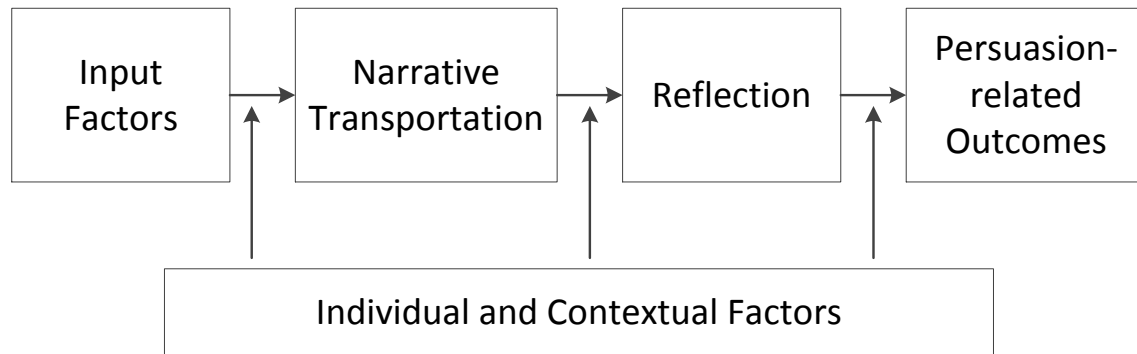 Input
Factors
Narrative
Transportation
Reflection
Persuasion-
related
Outcomes
Individual and Contextual Factors